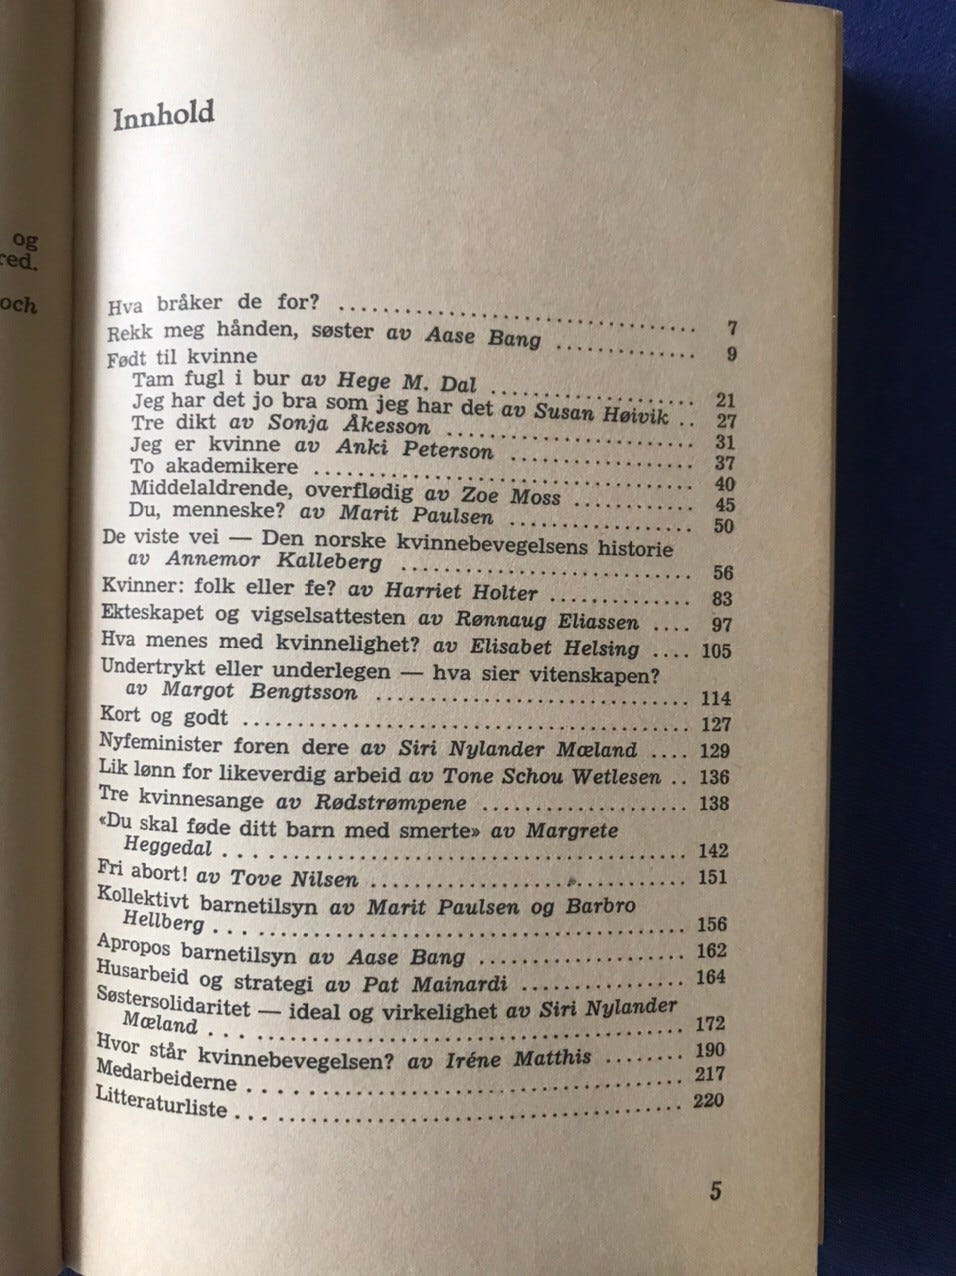 og
red.
och
Innhold
Hva bråker de for? .......... 7
Rekk meg hånden, søster av Aase Bang .......... 9
Født til kvinne
Tam fugl i bur av Hege M. Dal .......... 21
Jeg har det jo bra som jeg har det av Susan Høivik .. 27
Tre dikt av Sonja Åkesson .......... 31
Jeg er kvinne av Anki Peterson .......... 37
To akademikere .......... 40
Middelaldrende, overflødig av Zoe Moss .......... 45
Du, menneske? av Marit Paulsen .......... 50
De viste vei — Den norske kvinnebevegelsens historie
av Annemor Kalleberg .......... 56
Kvinner: folk eller fe? av Harriet Holter .......... 83
Ekteskapet og vigselsattesten av Rønnaug Eliassen .... 97
Hva menes med kvinnelighet? av Elisabet Helsing .... 105
Undertrykt eller underlegen — hva sier vitenskapen?
av Margot Bengtsson .......... 114
Kort og godt .......... 127
Nyfeminister foren dere av Siri Nylander Mœland .... 129
Lik lønn for likeverdig arbeid av Tone Schou Wetlesen .. 136
Tre kvinnesange av Rødstrømpene .......... 138
«Du skal føde ditt barn med smerte» av Margrete
Heggedal .......... 142
Fri abort! av Tove Nilsen .......... 151
Kollektivt barnetilsyn av Marit Paulsen og Barbro
Hellberg .......... 156
Apropos barnetilsyn av Aase Bang .......... 162
Husarbeid og strategi av Pat Mainardi .......... 164
Søstersolidaritet — ideal og virkelighet av Siri Nylander
Mœland .......... 172
Hvor står kvinnebevegelsen? av Iréne Matthis ........ 190
Medarbeiderne .......... 217
Litteraturliste .......... 220
5